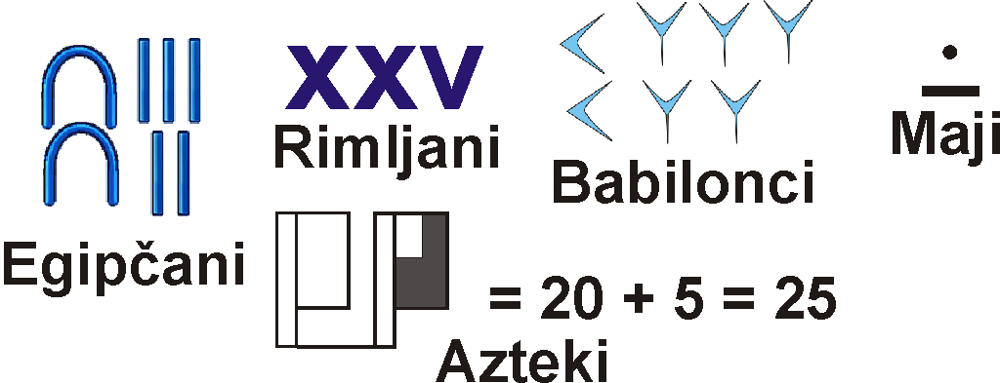 XXV
Rimljani
Babilonci
Maji
Egipčani
= 20 + 5 = 25
Azteki